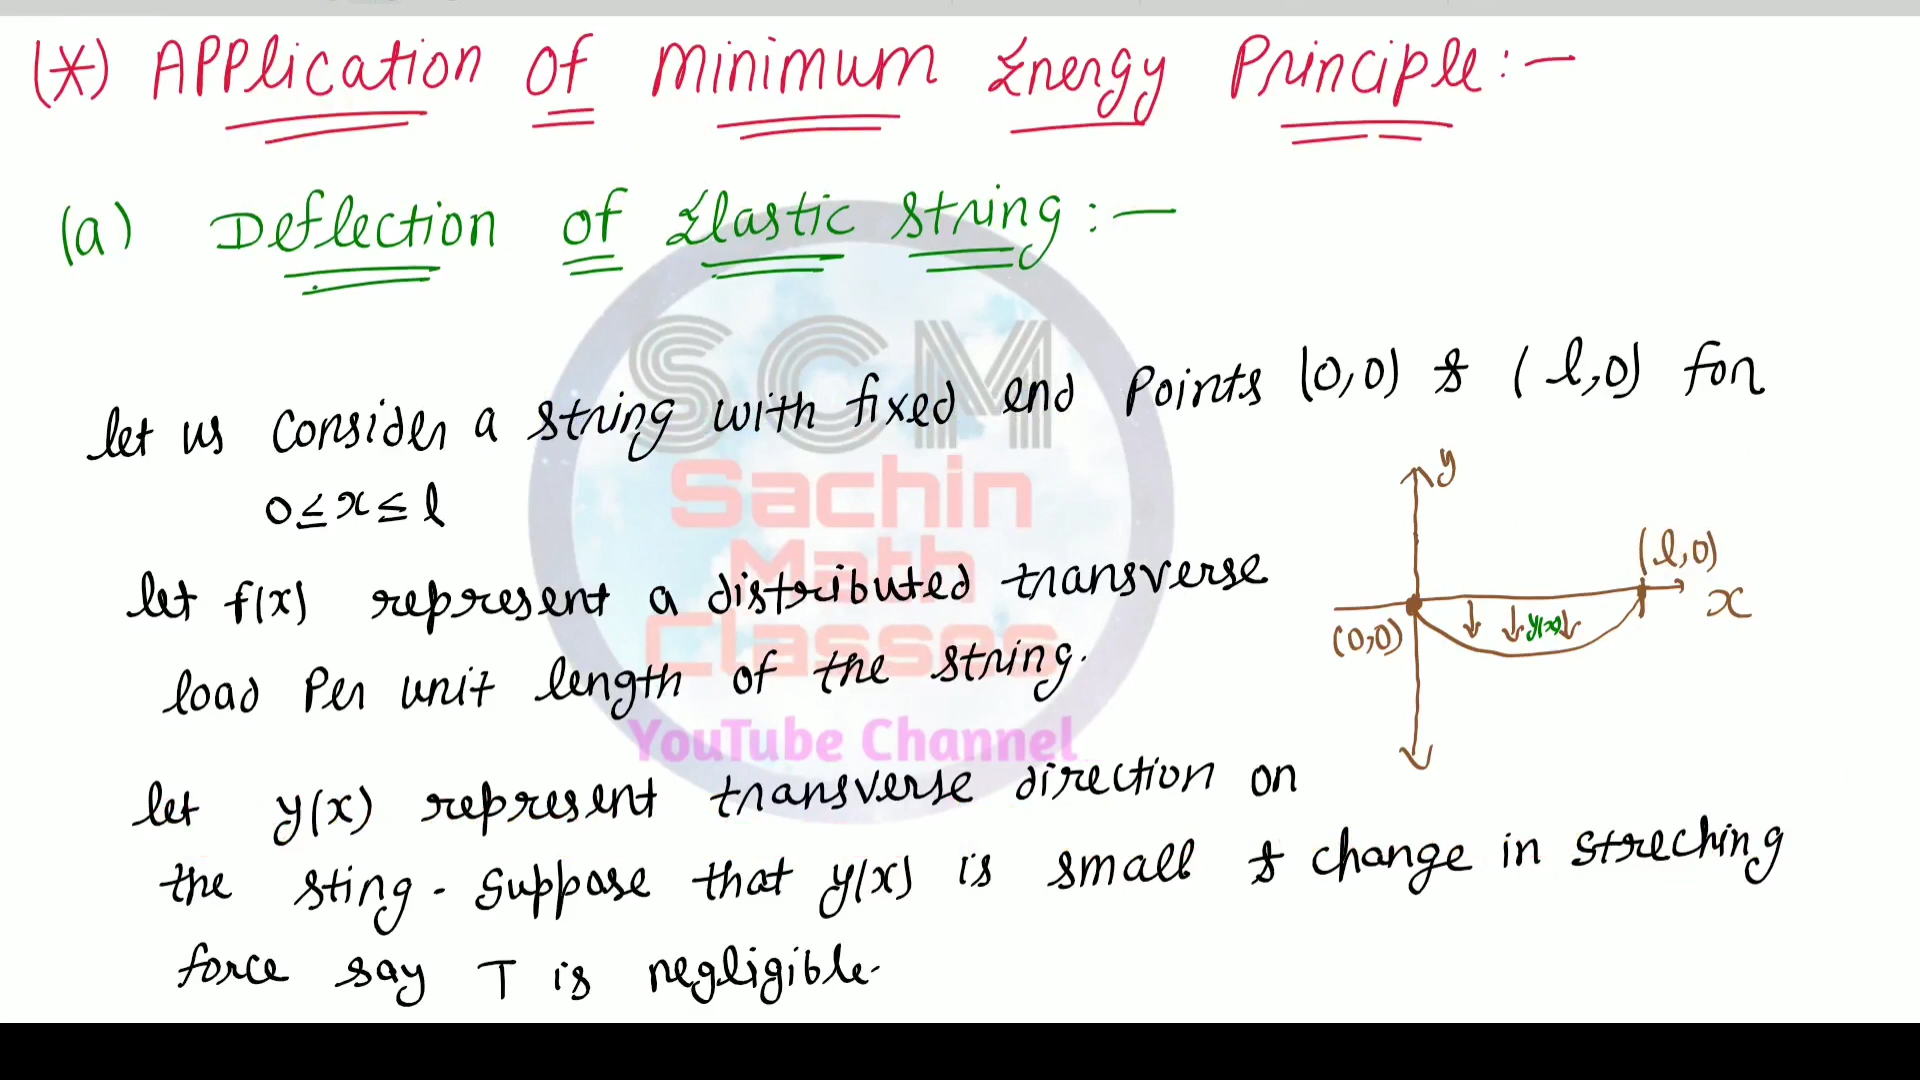 (*) Application of Minimum Energy Principle:-
(a) Deflection of Elastic String:-
let us consider a string with fixed end points (0,0) & (l,0) for
0≤x≤l
let f(x) represent a distributed transverse
load per unit length of the string.
let y(x) represent transverse direction on
the sting. Suppose that y(x) is small & change in streching
force say T is negligible.
y
(l,0)
x
(0,0)
y(x)
SCM
Sachin
Math
Classes
YouTube Channel